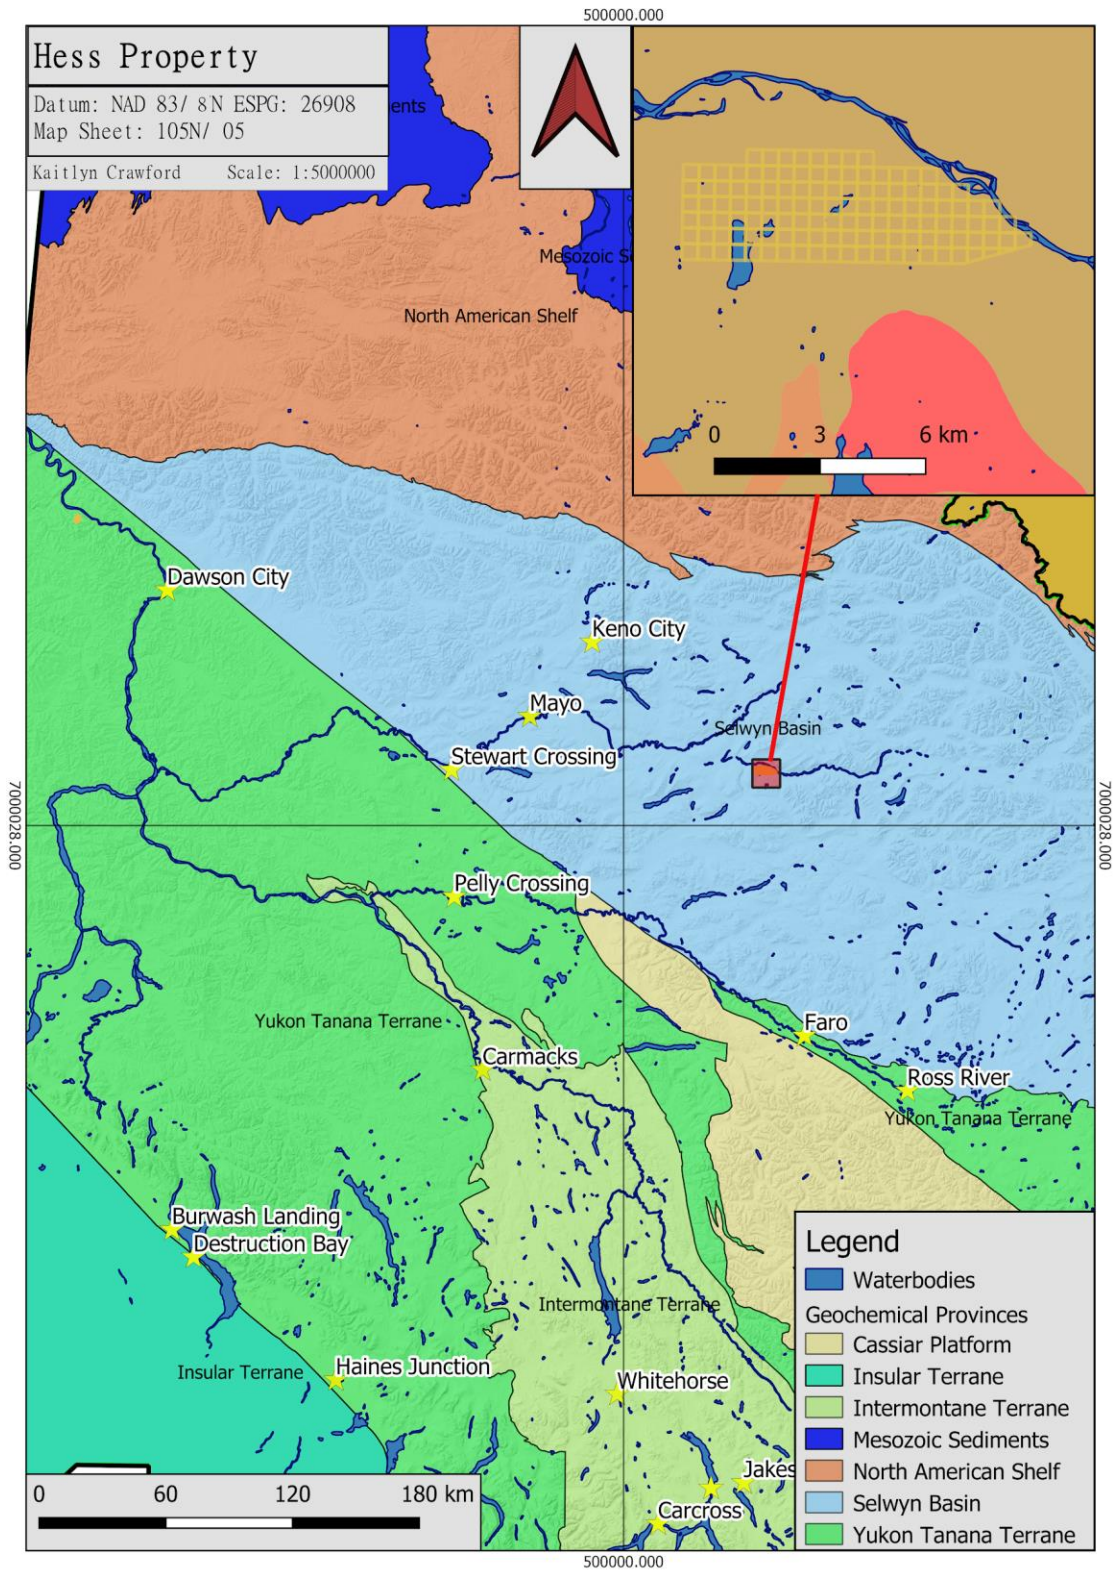 500000.000
Hess Property
Datum: NAD 83/ 8N ESPG: 26908
Map Sheet: 105N/ 05
Kaitlyn Crawford Scale: 1:5000000
ents
Mesozoic S
North American Shelf
0 3 6 km
Dawson City
Keno City
Mayo
Selwyn Basin
Stewart Crossing
7000028.000
7000028.000
Pelly Crossing
Yukon Tanana Terrane
Faro
Carmacks
Ross River
Yukon Tanana Terrane
Burwash Landing
Destruction Bay
Intermontane Terrane
Insular Terrane
Haines Junction
Whitehorse
Jakes
Carcross
0 60 120 180 km
Legend
Waterbodies
Geochemical Provinces
Cassiar Platform
Insular Terrane
Intermontane Terrane
Mesozoic Sediments
North American Shelf
Selwyn Basin
Yukon Tanana Terrane
500000.000